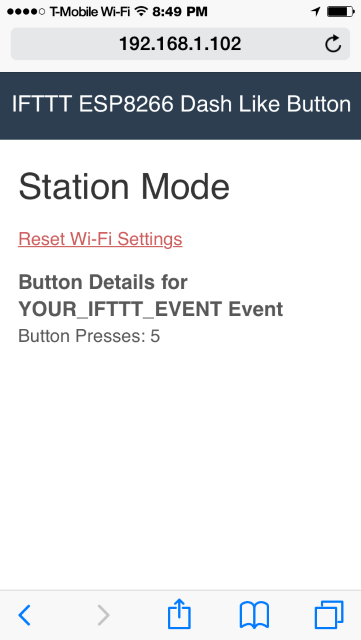 T-Mobile Wi-Fi 8:49 PM
192.168.1.102
IFTTT ESP8266 Dash Like Button
Station Mode
Reset Wi-Fi Settings
Button Details for
YOUR_IFTTT_EVENT Event
Button Presses: 5